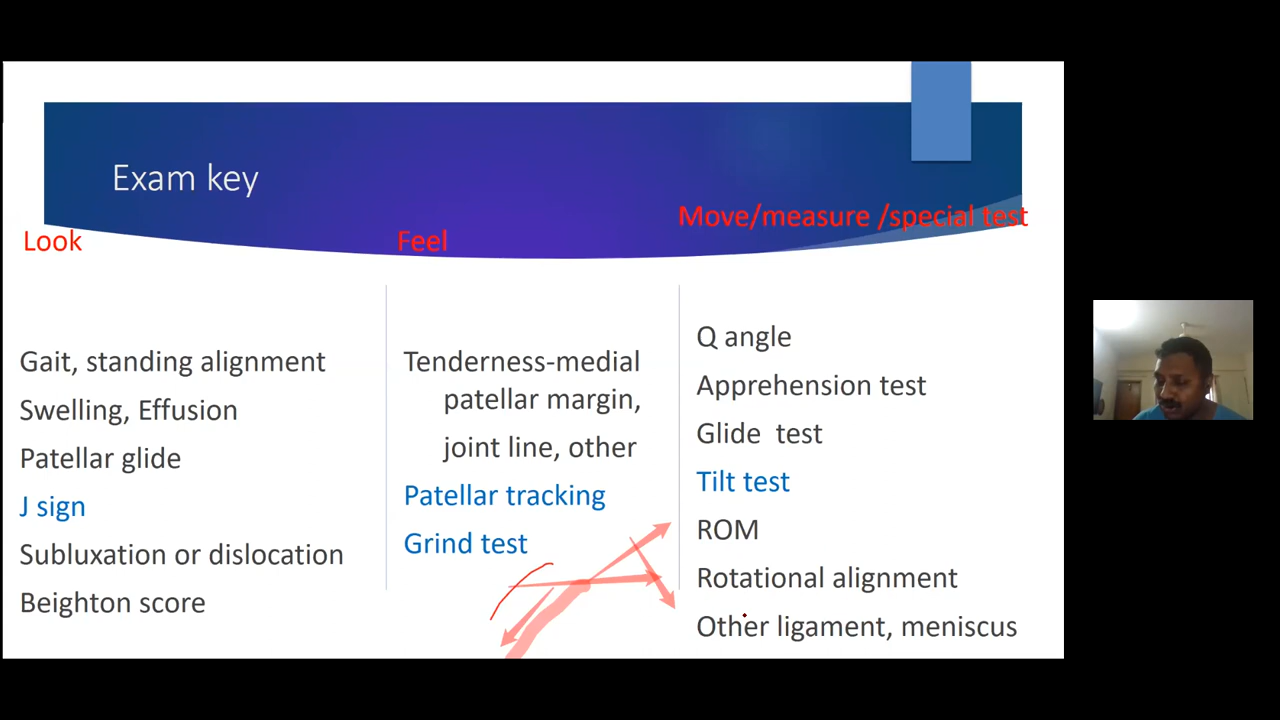 Exam key
Look
Feel
Move/measure /special test
Gait, standing alignment
Swelling, Effusion
Patellar glide
J sign
Subluxation or dislocation
Beighton score
Tenderness-medial
patellar margin,
joint line, other
Patellar tracking
Grind test
Q angle
Apprehension test
Glide test
Tilt test
ROM
Rotational alignment
Other ligament, meniscus